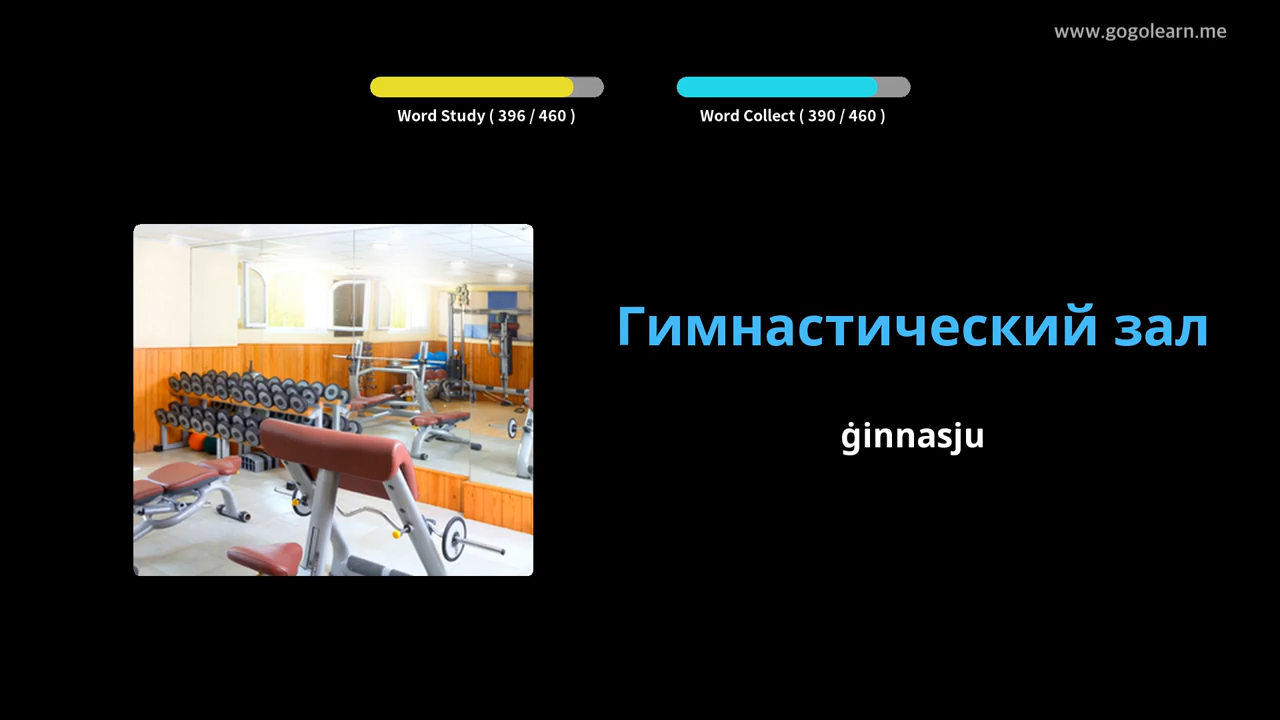 www.gogolearn.me
Word Study ( 396 / 460 )
Word Collect ( 390 / 460 )
Гимнастический зал
ġinnasju